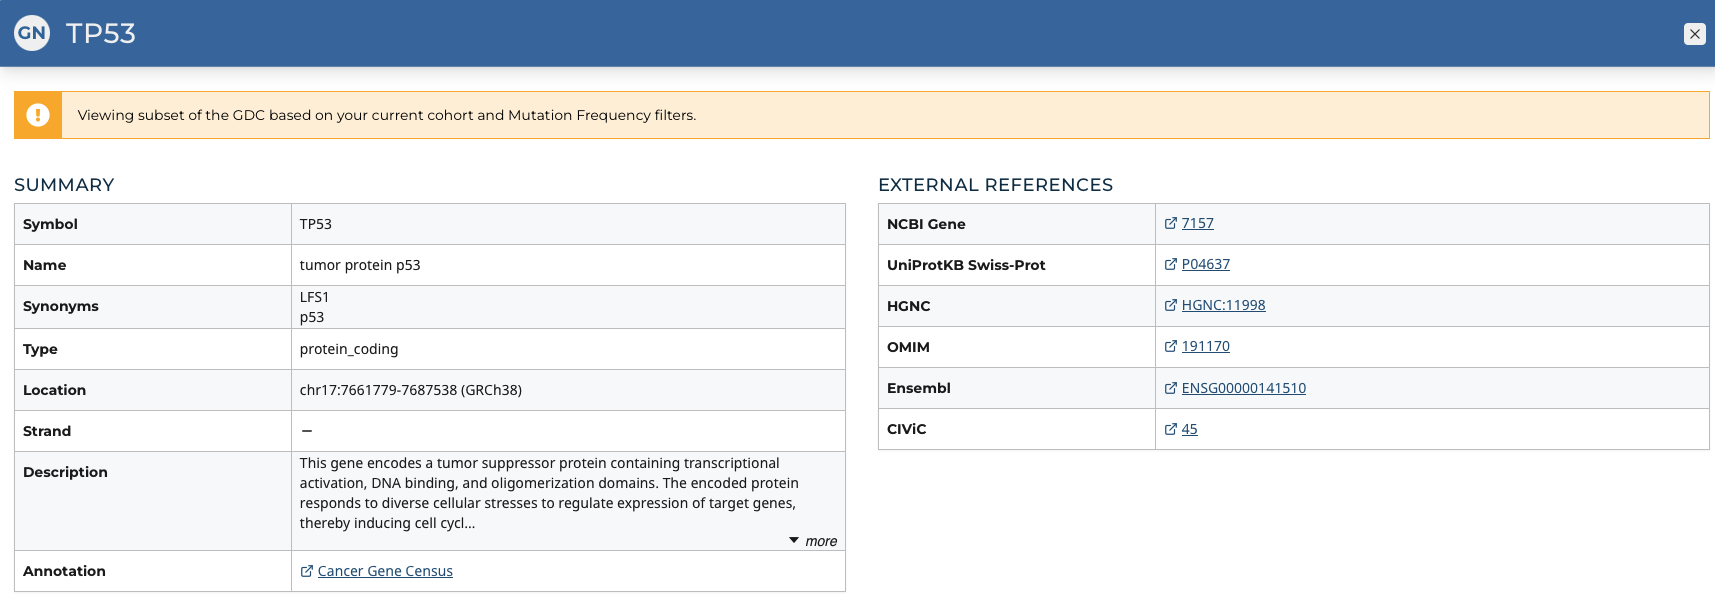 GN TP53
Viewing subset of the GDC based on your current cohort and Mutation Frequency filters.
SUMMARY
Symbol TP53
Name tumor protein p53
Synonyms LFS1
p53
Type protein_coding
Location chr17:7661779-7687538 (GRCh38)
Strand —
Description This gene encodes a tumor suppressor protein containing transcriptional
activation, DNA binding, and oligomerization domains. The encoded protein
responds to diverse cellular stresses to regulate expression of target genes,
thereby inducing cell cycl...
more
Annotation Cancer Gene Census
EXTERNAL REFERENCES
NCBI Gene 7157
UniProtKB Swiss-Prot P04637
HGNC HGNC:11998
OMIM 191170
Ensembl ENSG00000141510
CIViC 45